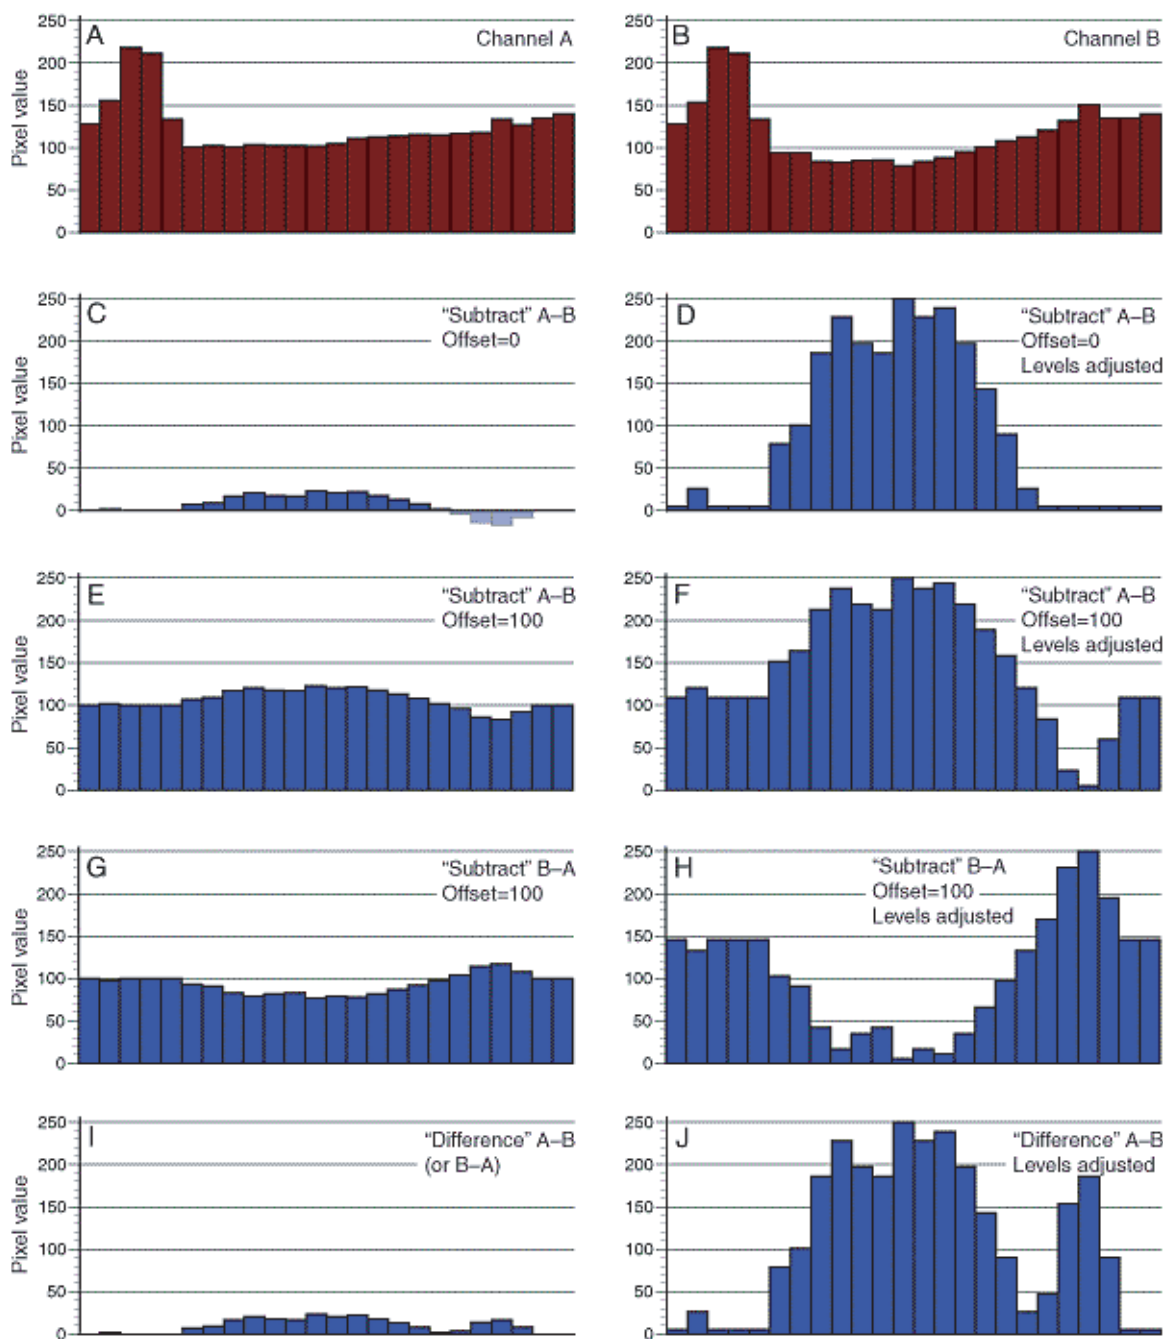 A
Channel A
Pixel value
250
200
150
100
50
0
B
Channel B
250
200
150
100
50
0
C
“Subtract” A–B
Offset=0
Pixel value
250
200
150
100
50
0
D
“Subtract” A–B
Offset=0
Levels adjusted
250
200
150
100
50
0
E
“Subtract” A–B
Offset=100
Pixel value
250
200
150
100
50
0
F
“Subtract” A–B
Offset=100
Levels adjusted
250
200
150
100
50
0
G
“Subtract” B–A
Offset=100
Pixel value
250
200
150
100
50
0
H
“Subtract” B–A
Offset=100
Levels adjusted
250
200
150
100
50
0
I
“Difference” A–B
(or B–A)
Pixel value
250
200
150
100
50
0
J
“Difference” A–B
Levels adjusted
250
200
150
100
50
0